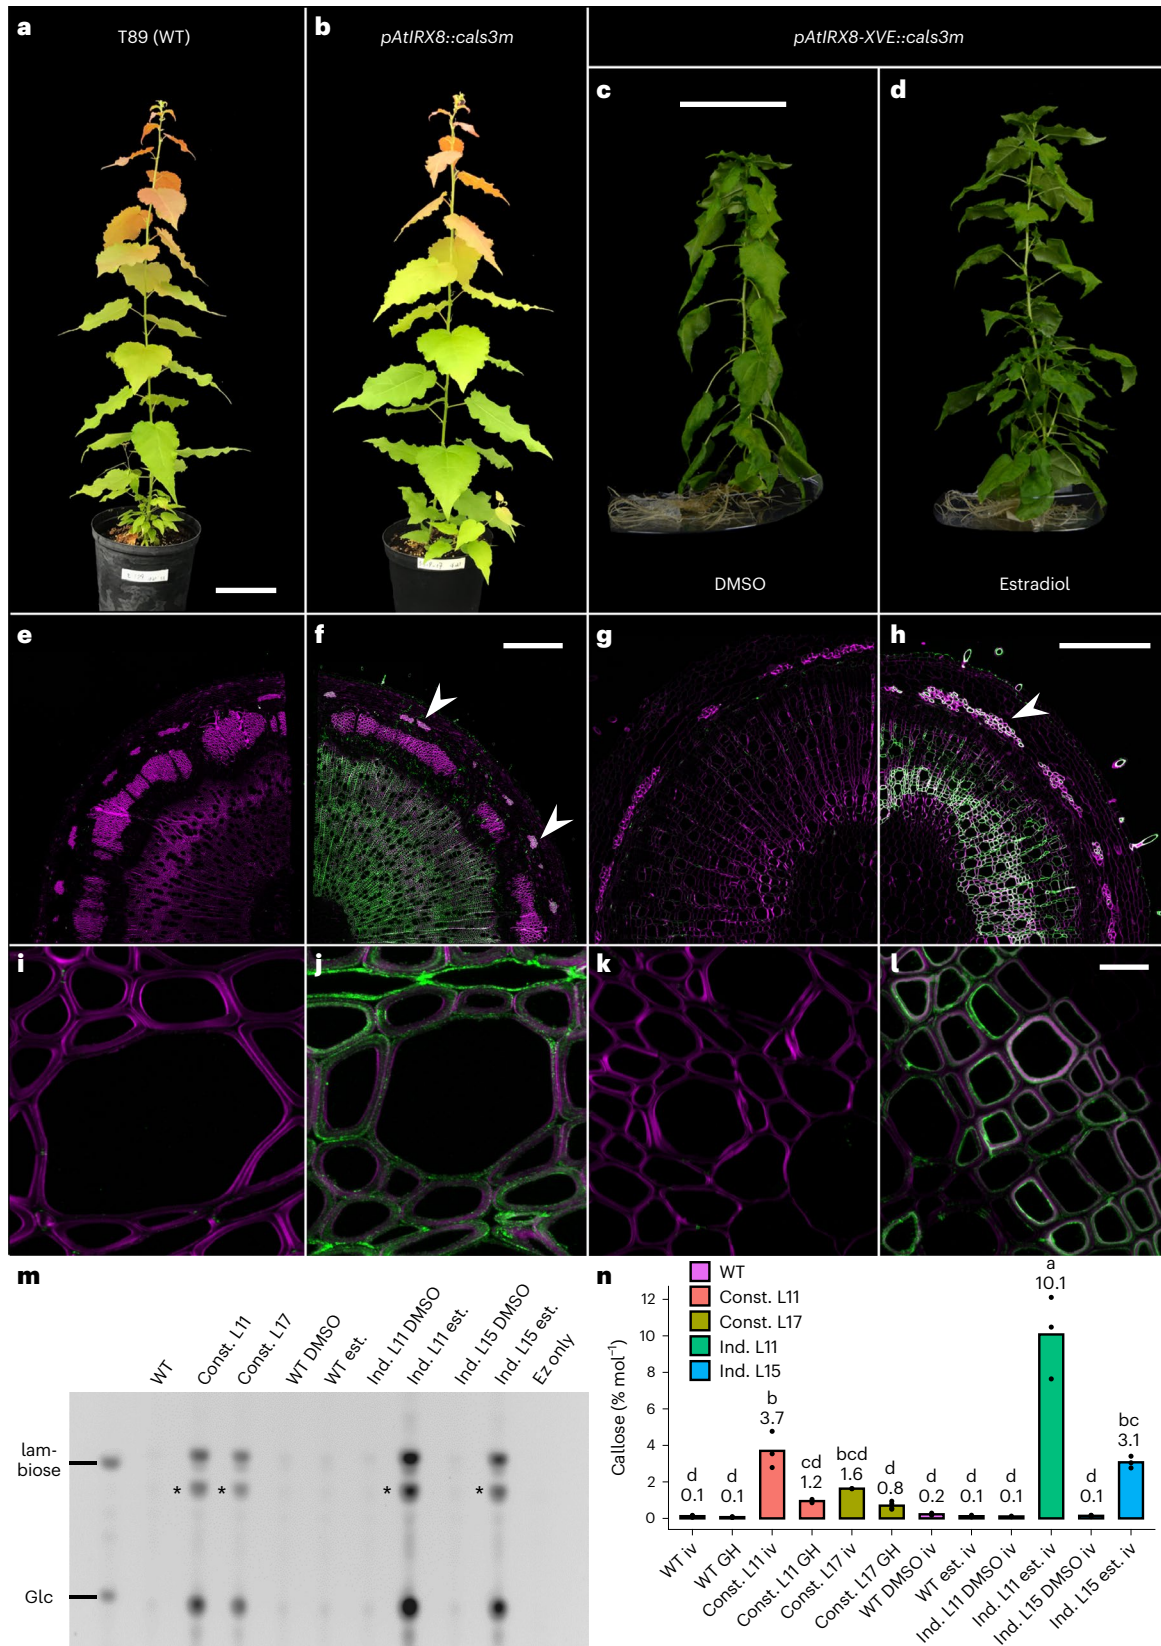 a
T89 (WT)
b
pAtIRX8::cals3m
pAtIRX8-XVE::cals3m
c
d
DMSO
Estradiol
e
f
g
h
i
j
k
l
m
WT
Const. L11
Const. L17
WT DMSO
WT est.
Ind. L11 DMSO
Ind. L11 est.
Ind. L15 DMSO
Ind. L15 est.
Ez only
lam-
biose
* * * *
Glc
n
WT
Const. L11
Const. L17
Ind. L11
Ind. L15
Callose (% mol⁻¹)
12
10
8
6
4
2
0
d
0.1
d
0.1
b
3.7
cd
1.2
bcd
1.6
d
0.8
d
0.2
d
0.1
d
0.1
a
10.1
d
0.1
bc
3.1
WT iv
WT GH
Const. L11 iv
Const. L11 GH
Const. L17 iv
Const. L17 GH
WT DMSO iv
WT est. iv
Ind. L11 DMSO iv
Ind. L11 est. iv
Ind. L15 DMSO iv
Ind. L15 est. iv